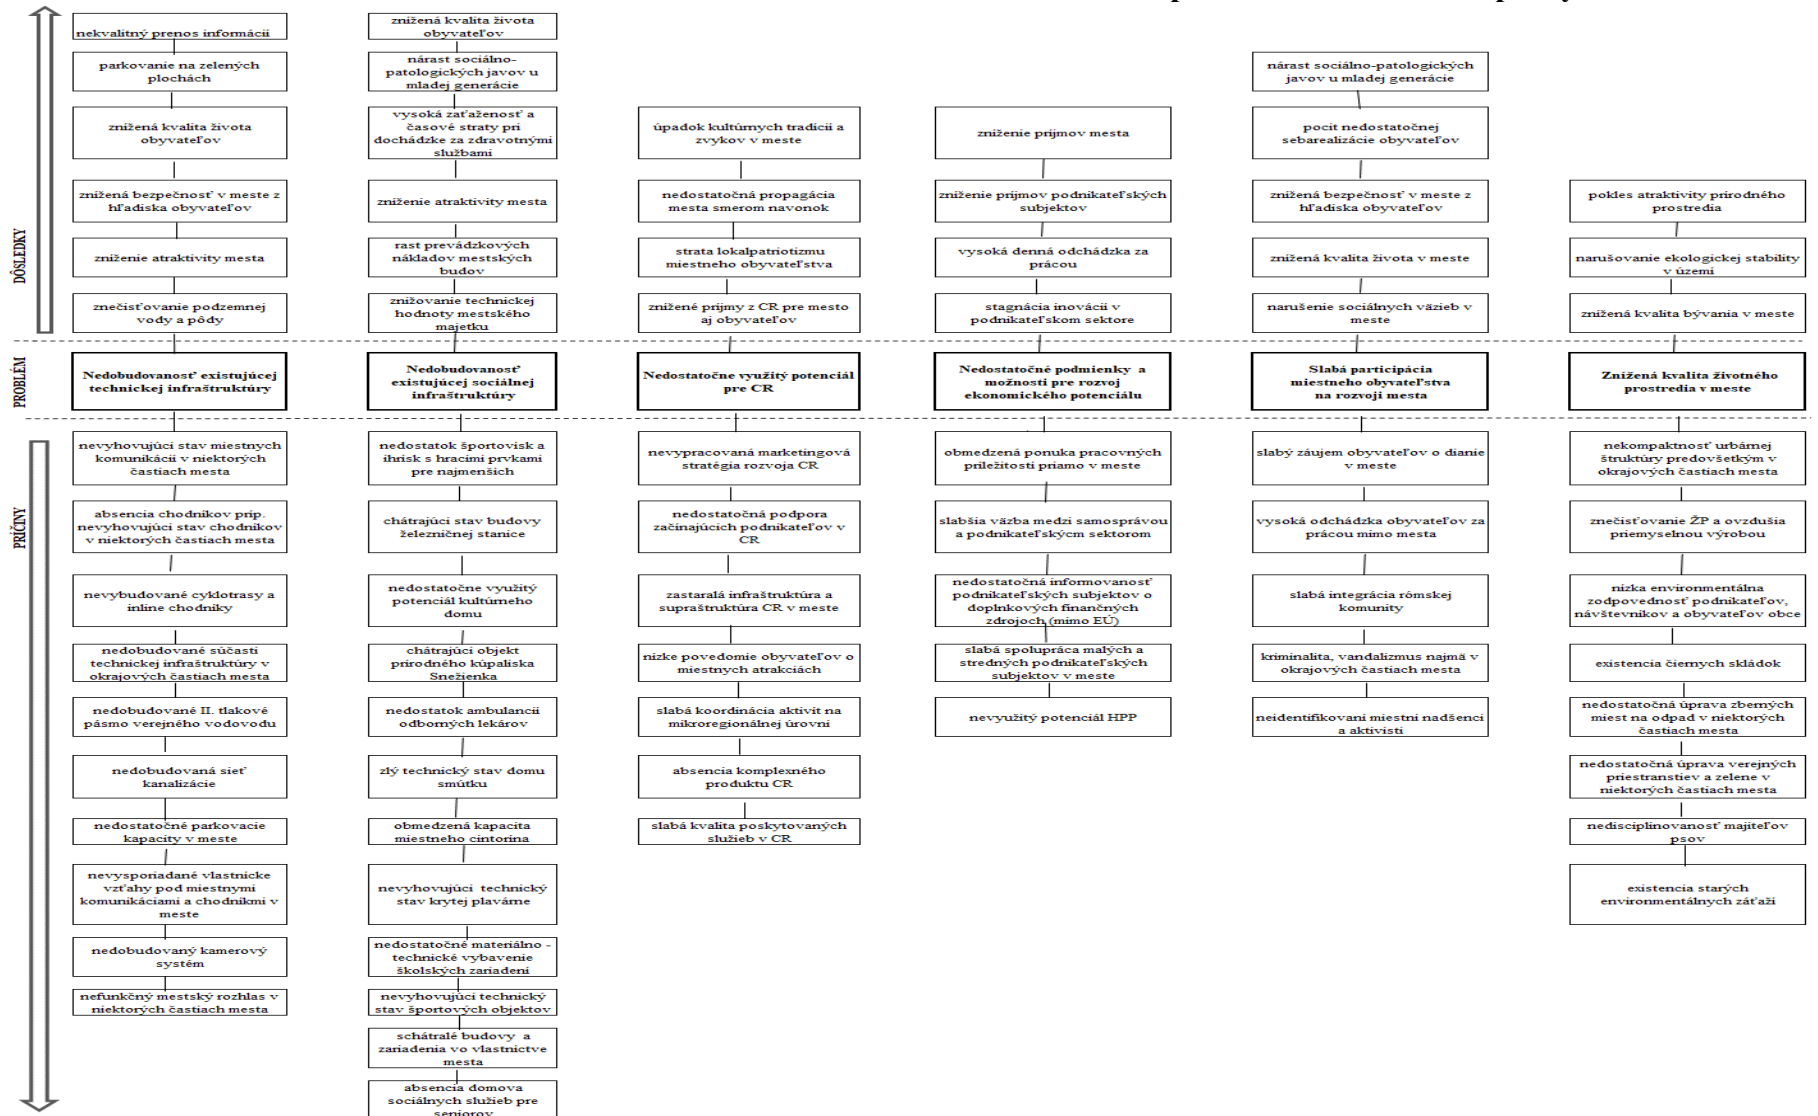 DÔSLEDKY
nekvalitný prenos informácií
parkovanie na zelených
plochách
znížená kvalita života
obyvateľov
znížená bezpečnosť v meste z
hľadiska obyvateľov
zníženie atraktivity mesta
znečisťovanie podzemnej
vody a pôdy
znížená kvalita života
obyvateľov
nárast sociálno-
patologických javov u
mladej generácie
vysoká zaťaženosť a
časové straty pri
dochádzke za zdravotnými
službami
zníženie atraktivity mesta
rast prevádzkových
nákladov mestských
budov
znižovanie technickej
hodnoty mestského
majetku
úpadok kultúrnych tradícií a
zvykov v meste
nedostatočná propagácia
mesta smerom navonok
strata lokalpatriotizmu
miestneho obyvateľstva
znížené príjmy z CR pre mesto
aj obyvateľov
zníženie príjmov mesta
zníženie príjmov podnikateľských
subjektov
vysoká denná odchádzka za
prácou
stagnácia inovácií v
podnikateľskom sektore
nárast sociálno-patologických
javov u mladej generácie
pocit nedostatočnej
sebarealizácie obyvateľov
znížená bezpečnosť v meste z
hľadiska obyvateľov
znížená kvalita života v meste
narušenie sociálnych väzieb v
meste
pokles atraktivity prírodného
prostredia
narušovanie ekologickej stability
v území
znížená kvalita bývania v meste
PROBLÉM
Nedobudovanosť existujúcej
technickej infraštruktúry
Nedobudovanosť
existujúcej sociálnej
infraštruktúry
Nedostatočne využitý potenciál
pre CR
Nedostatočné podmienky a
možnosti pre rozvoj
ekonomického potenciálu
Slabá participácia
miestneho obyvateľstva
na rozvoji mesta
Znížená kvalita životného
prostredia v meste
PRÍČINY
nevyhovujúci stav miestnych
komunikácií v niektorých
častiach mesta
absencia chodníkov príp.
nevyhovujúci stav chodníkov
v niektorých častiach mesta
nevybudované cyklotrasy a
inline chodníky
nedobudované súčasti
technickej infraštruktúry v
okrajových častiach mesta
nedobudované II. tlakové
pásmo verejného vodovodu
nedobudovaná sieť
kanalizácie
nedostatočné parkovacie
kapacity v meste
nevysporiadané vlastnícke
vzťahy pod miestnymi
komunikáciami a chodníkmi v
meste
nedobudovaný kamerový
systém
nefunkčný mestský rozhlas v
niektorých častiach mesta
nedostatok športovísk a
ihrísk s hracími prvkami
pre najmenších
chátrajúci stav budovy
železničnej stanice
nedostatočne využitý
potenciál kultúrneho
domu
chátrajúci objekt
prírodného kúpaliska
Snežienka
nedostatok ambulancií
odborných lekárov
zlý technický stav domu
smútku
obmedzená kapacita
miestneho cintorína
nevyhovujúci technický
stav krytej plavárne
nedostatočné materiálno -
technické vybavenie
školských zariadení
nevyhovujúci technický
stav športových objektov
schátralé budovy a
zariadenia vo vlastníctve
mesta
absencia domova
sociálnych služieb pre
seniorov
nevypracovaná marketingová
stratégia rozvoja CR
nedostatočná podpora
začínajúcich podnikateľov v
CR
zastaralá infraštruktúra a
supraštruktúra CR v meste
nízke povedomie obyvateľov o
miestnych atrakciách
slabá koordinácia aktivít na
mikroregionálnej úrovni
absencia komplexného
produktu CR
slabá kvalita poskytovaných
služieb v CR
obmedzená ponuka pracovných
príležitostí priamo v meste
slabšia väzba medzi samosprávou
a podnikateľským sektorom
nedostatočná informovanosť
podnikateľských subjektov o
doplnkových finančných
zdrojoch (mimo EÚ)
slabá spolupráca malých a
stredných podnikateľských
subjektov v meste
nevyužitý potenciál HPP
slabý záujem obyvateľov o dianie
v meste
vysoká odchádzka obyvateľov za
prácou mimo mesta
slabá integrácia rómskej
komunity
kriminalita, vandalizmus najmä v
okrajových častiach mesta
neidentifikovaní miestni nadšenci
a aktivisti
nekompaktnosť urbárnej
štruktúry predovšetkým v
okrajových častiach mesta
znečisťovanie ŽP a ovzdušia
priemyselnou výrobou
nízka environmentálna
zodpovednosť podnikateľov,
návštevníkov a obyvateľov obce
existencia čiernych skládok
nedostatočná úprava zberných
miest na odpad v niektorých
častiach mesta
nedostatočná úprava verejných
priestranstiev a zelene v
niektorých častiach mesta
nedisciplinovanosť majiteľov
psov
existencia starých
environmentálnych záťaží